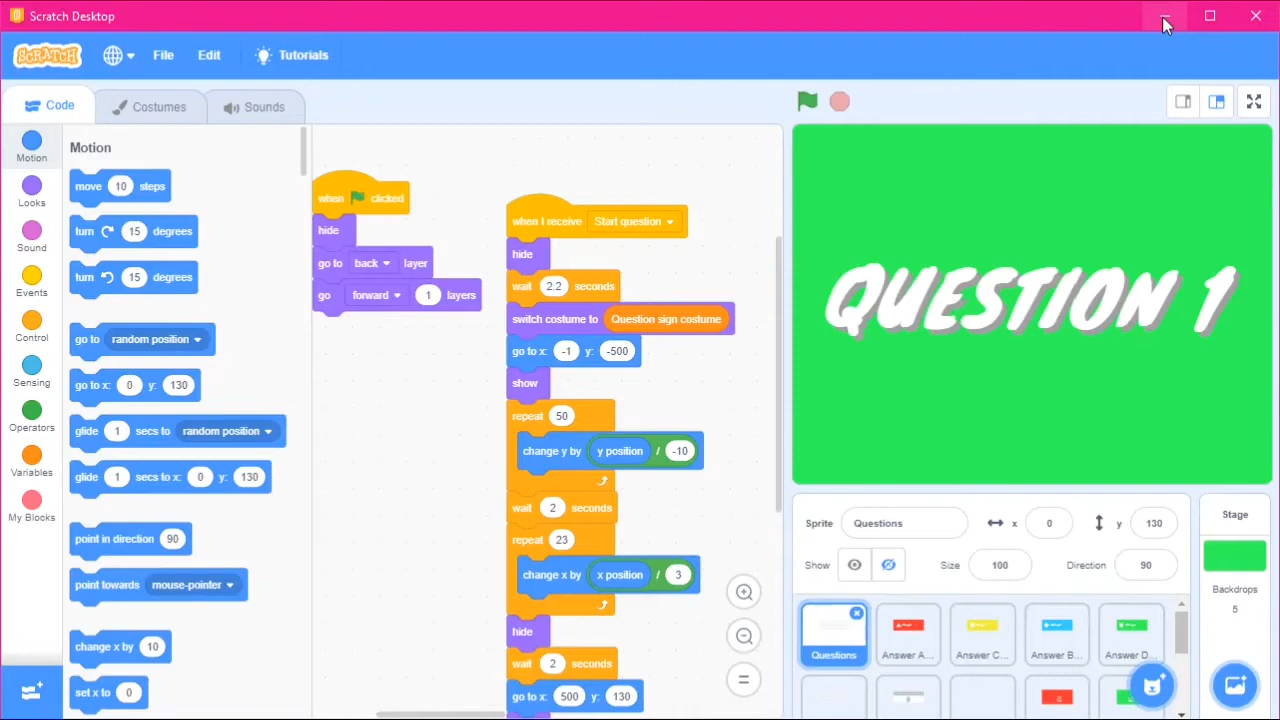 Scratch Desktop
SCRATCH
File
Edit
Tutorials
Code
Costumes
Sounds
Motion
Looks
Sound
Events
Control
Sensing
Operators
Variables
My Blocks
Motion
move 10 steps
turn 15 degrees
turn 15 degrees
go to random position
go to x: 0 y: 130
glide 1 secs to random position
glide 1 secs to x: 0 y: 130
point in direction 90
point towards mouse-pointer
change x by 10
set x to 0
when clicked
hide
go to back layer
go forward 1 layers
when I receive Start question
hide
wait 2.2 seconds
switch costume to Question sign costume
go to x: -1 y: -500
show
repeat 50
change y by y position / -10
wait 2 seconds
repeat 23
change x by x position / 3
hide
wait 2 seconds
go to x: 500 y: 130
QUESTION 1
Sprite Questions x 0 y 130
Show Size 100 Direction 90
Questions
Answer A...
Answer C...
Answer B...
Answer D...
Stage
Backdrops
5